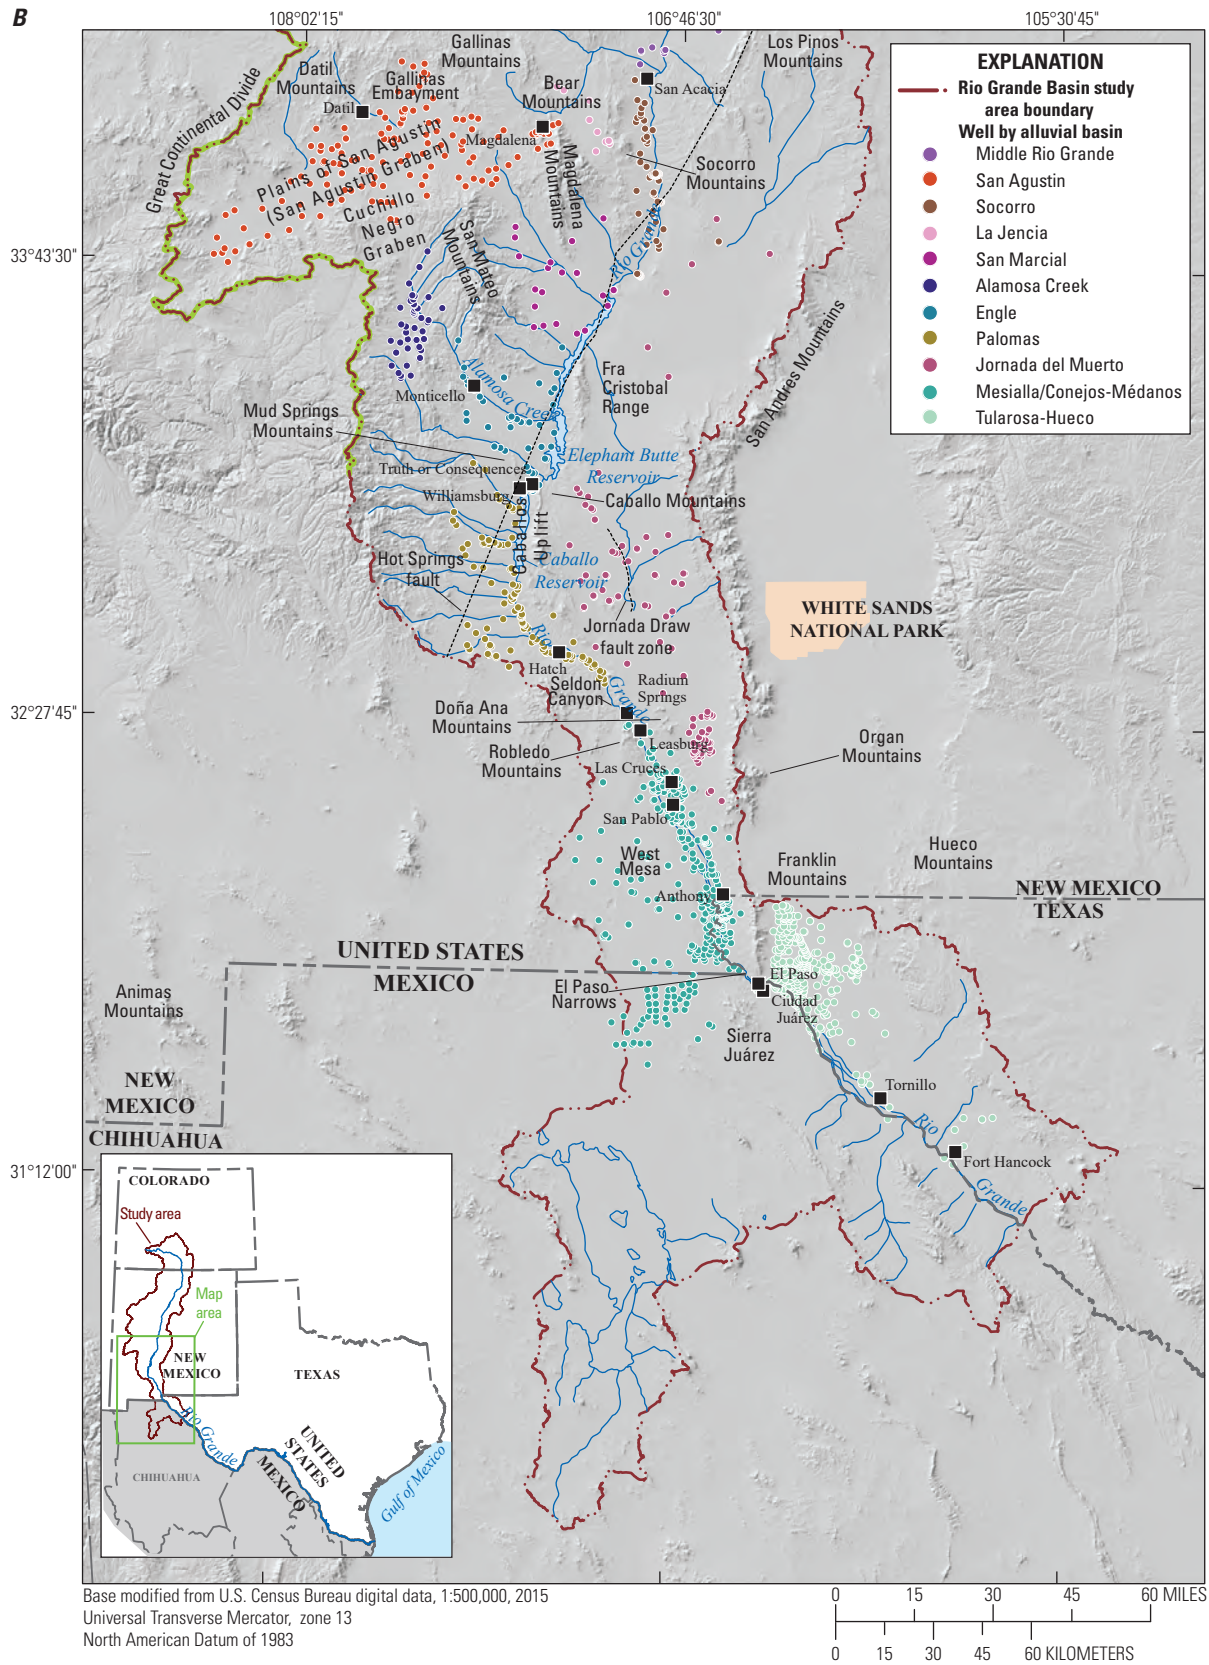 B
108°02'15"
106°46'30"
105°30'45"
33°43'30"
32°27'45"
31°12'00"
Great Continental Divide
Datil
Mountains
Datil
Gallinas
Mountains
Gallinas
Embayment
Bear
Mountains
Los Pinos
Mountains
San Acacia
Magdalena
Plains of San Agustin
(San Agustin Graben)
Magdalena
Mountains
Socorro
Mountains
Cuchillo
Negro
Graben
San Mateo
Mountains
Rio Grande
San Andres Mountains
Alamosa Creek
Monticello
Fra
Cristobal
Range
Mud Springs
Mountains
Truth or Consequences
Elephant Butte
Reservoir
Williamsburg
Caballo Mountains
Caballos
Uplift
Hot Springs
fault
Caballo
Reservoir
WHITE SANDS
NATIONAL PARK
Jornada Draw
fault zone
Rio
Grande
Hatch
Seldon
Canyon
Radium
Springs
Doña Ana
Mountains
Leasburg
Robledo
Mountains
Organ
Mountains
Las Cruces
San Pablo
West
Mesa
Franklin
Mountains
Hueco
Mountains
Anthony
NEW MEXICO
TEXAS
UNITED STATES
MEXICO
El Paso
El Paso
Narrows
Ciudad
Juárez
Animas
Mountains
Sierra
Juárez
NEW
MEXICO
CHIHUAHUA
Tornillo
Rio
Fort Hancock
Grande
EXPLANATION
Rio Grande Basin study
area boundary
Well by alluvial basin
Middle Rio Grande
San Agustin
Socorro
La Jencia
San Marcial
Alamosa Creek
Engle
Palomas
Jornada del Muerto
Mesialla/Conejos-Médanos
Tularosa-Hueco
COLORADO
Study area
Map
area
NEW
MEXICO
TEXAS
Rio Grande
UNITED
STATES
MEXICO
CHIHUAHUA
Gulf of Mexico
Base modified from U.S. Census Bureau digital data, 1:500,000, 2015
Universal Transverse Mercator, zone 13
North American Datum of 1983
0 15 30 45 60 MILES
0 15 30 45 60 KILOMETERS